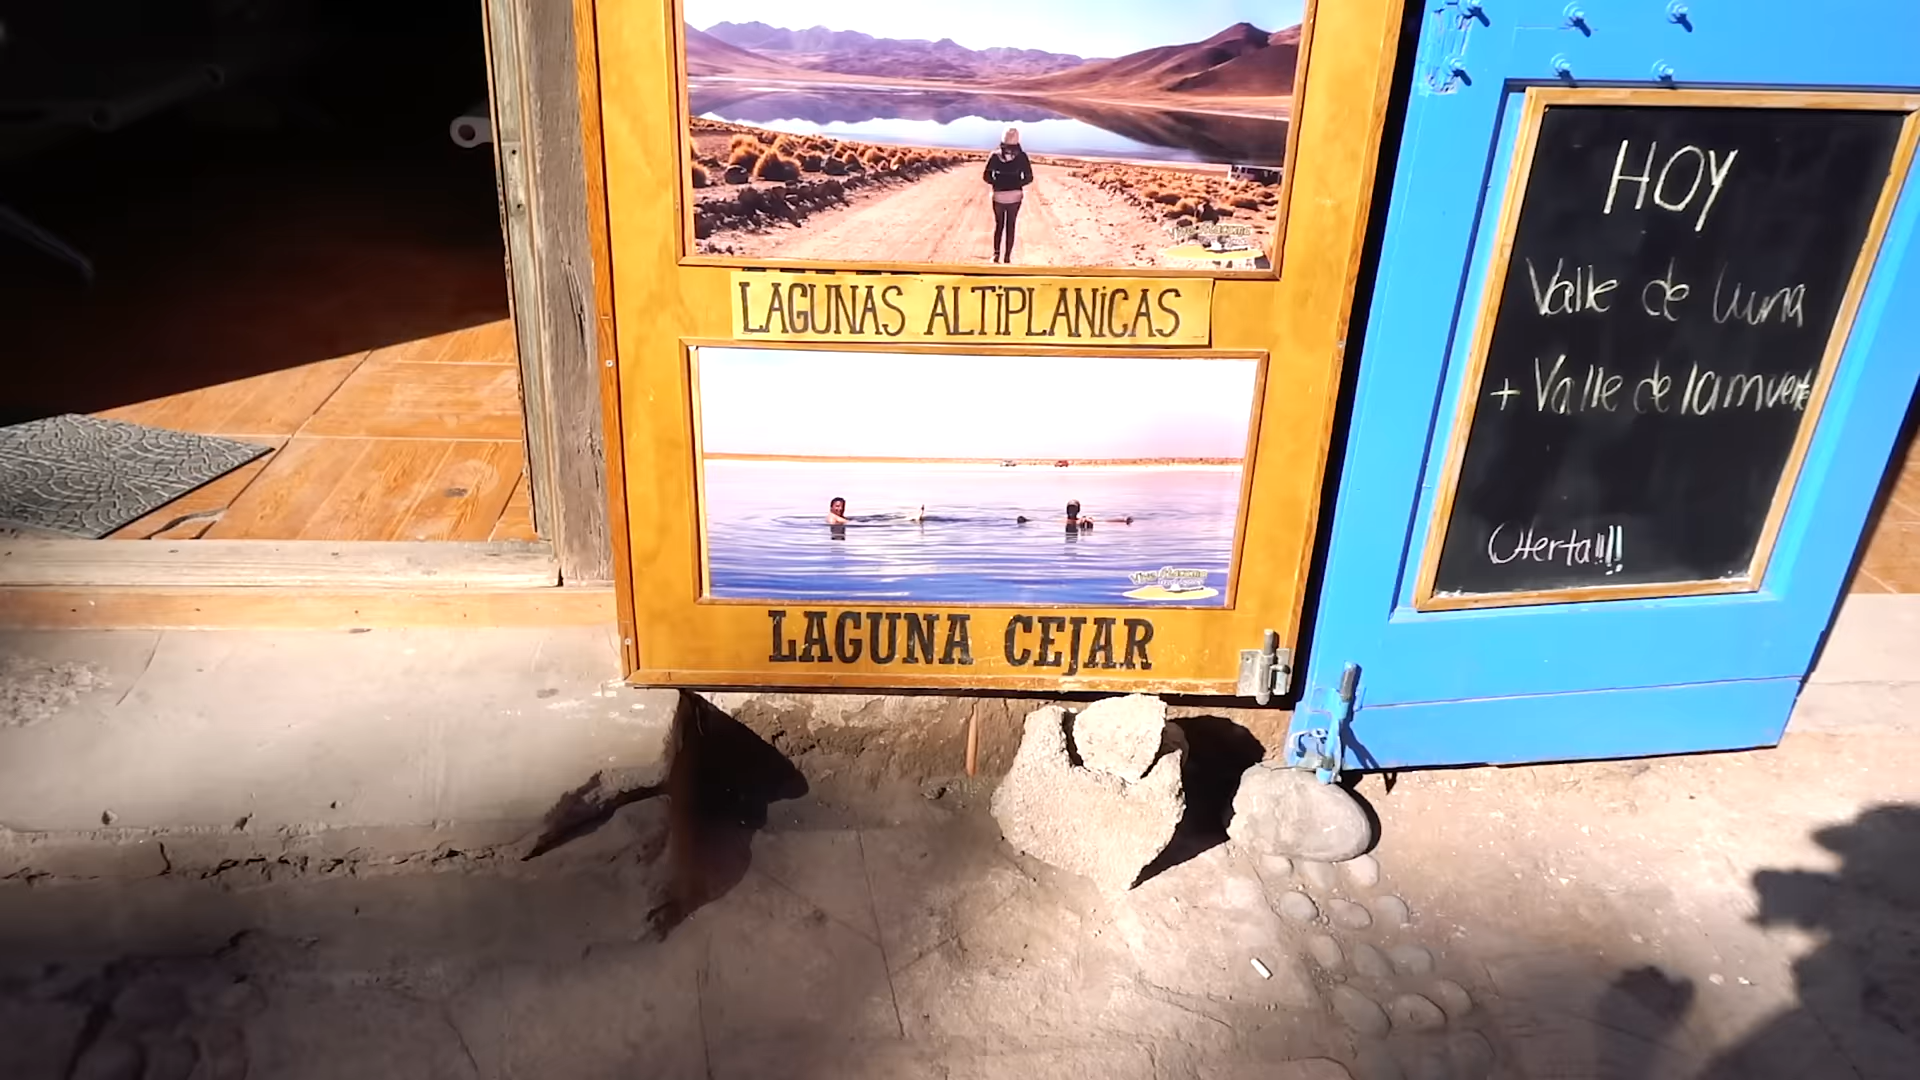 LAGUNAS ALTiPLANiCAS
LAGUNA CEJAR
HOY
Valle de Luna
+ Valle de la muerte
Oferta!!!!